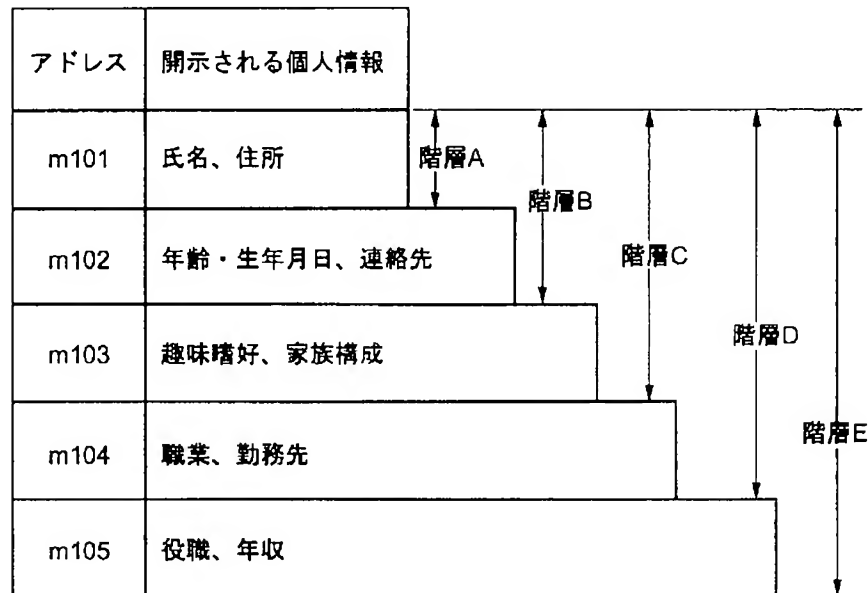 アドレス 開示される個人情報
m101 氏名、住所 階層A
階層B
m102 年齢・生年月日、連絡先 階層C
m103 趣味嗜好、家族構成 階層D
m104 職業、勤務先 階層E
m105 役職、年収